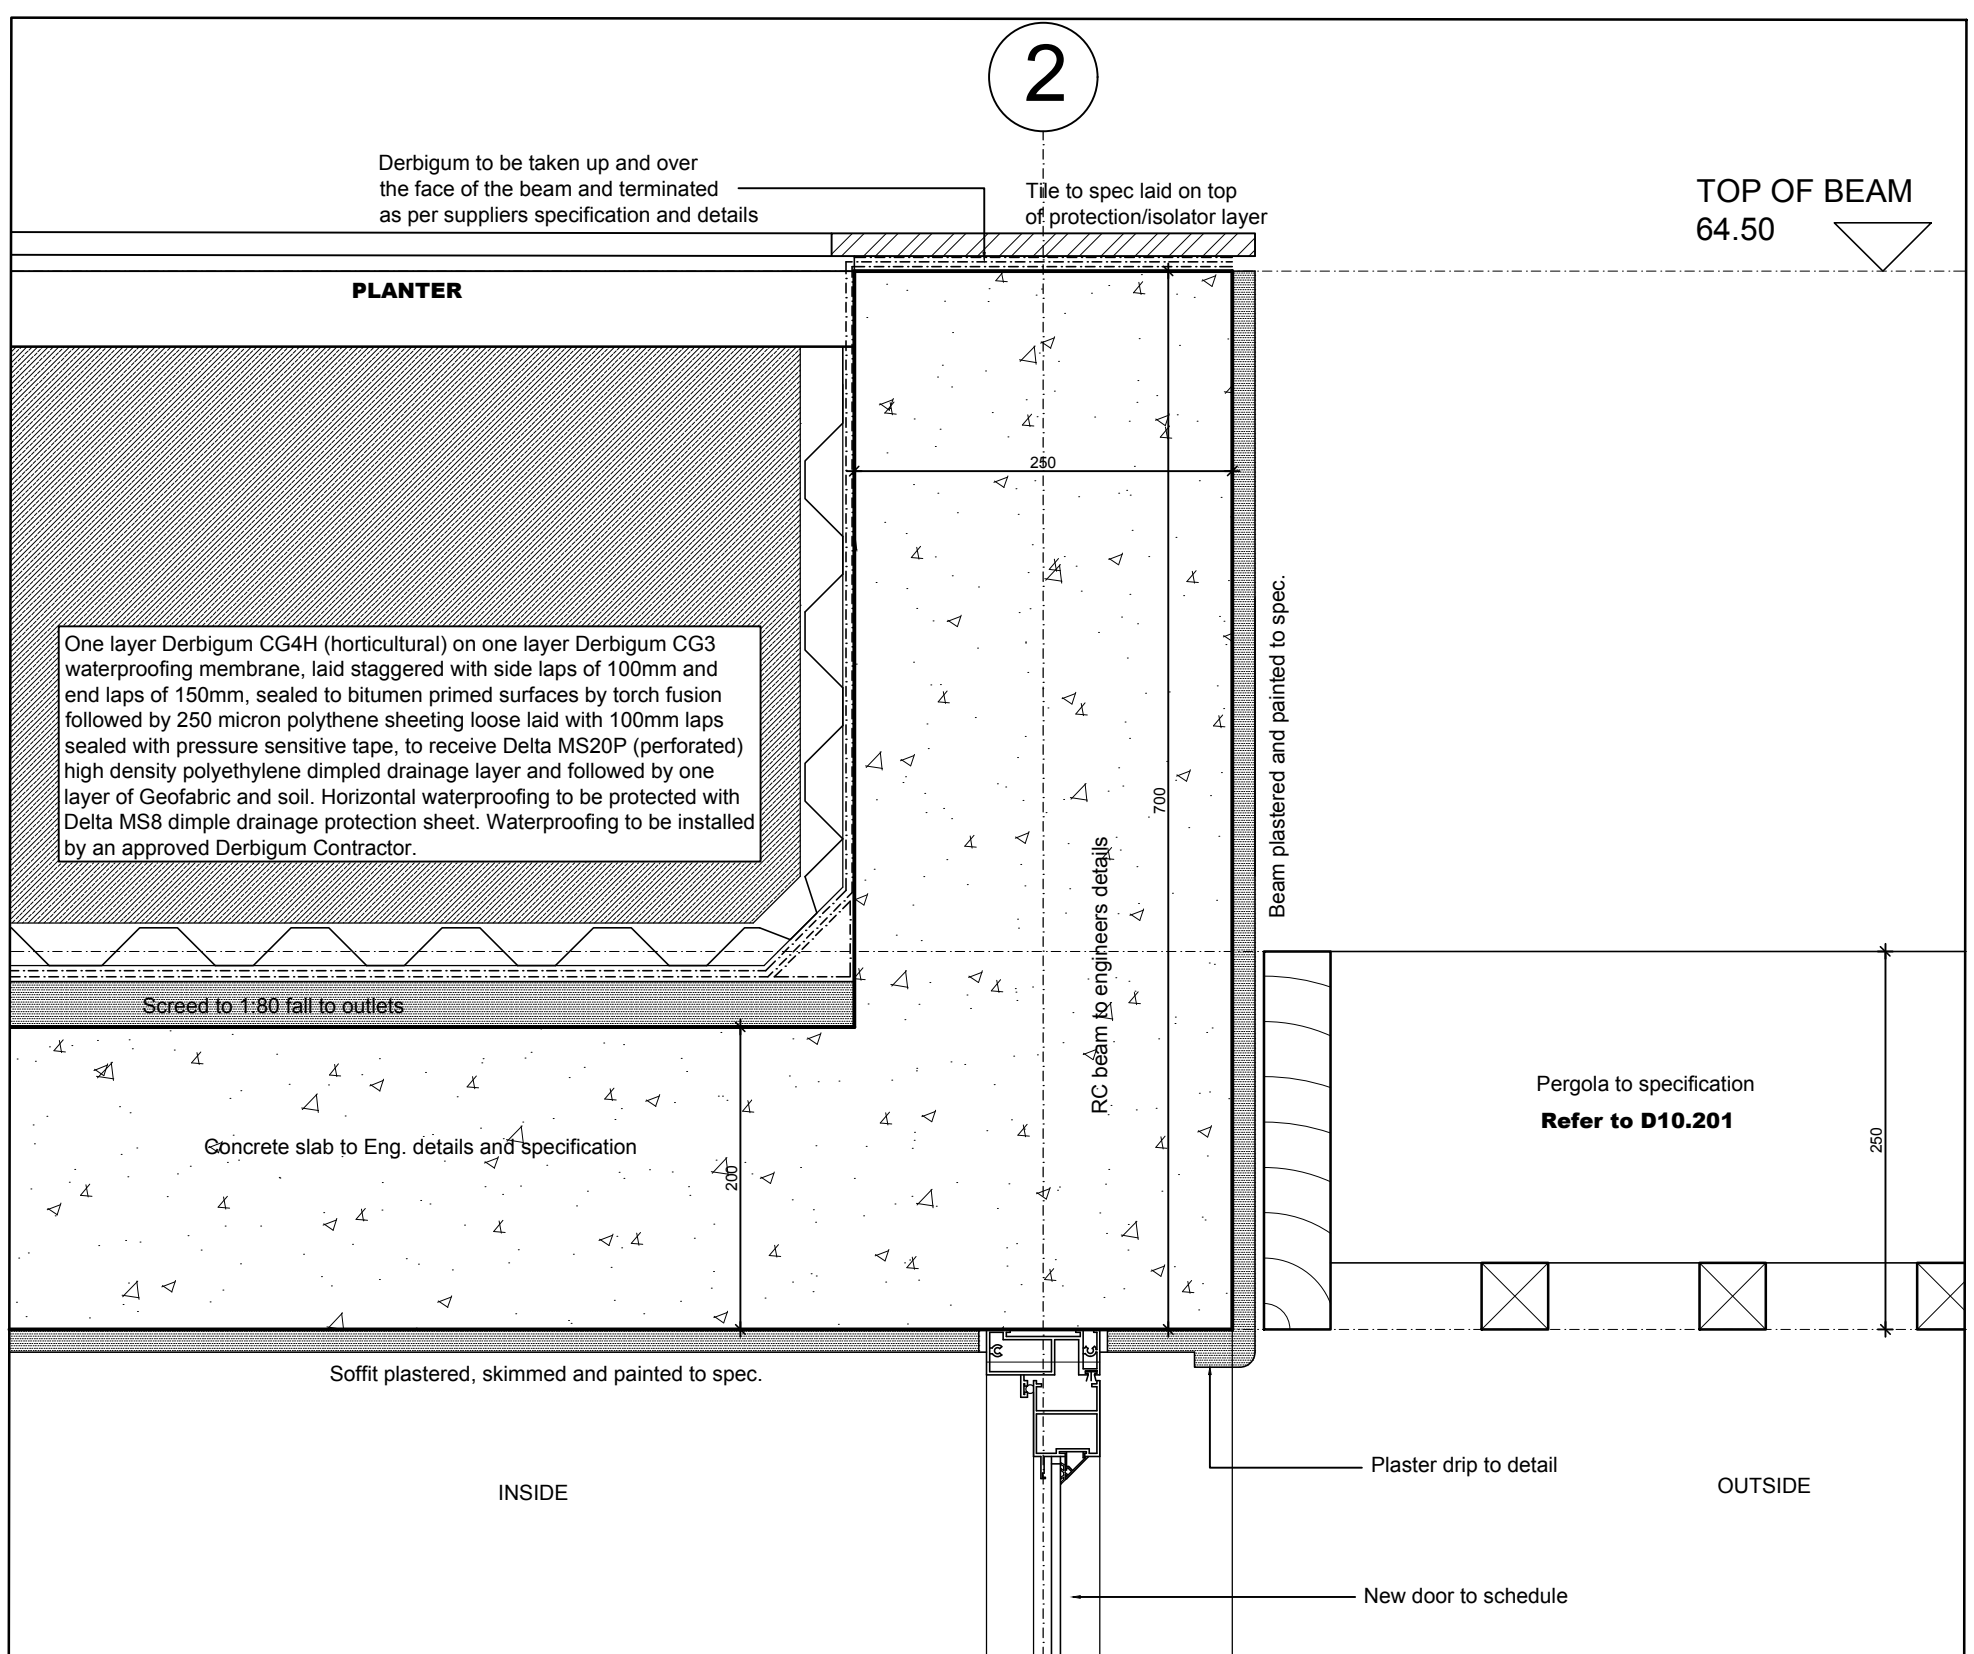 2
Derbigum to be taken up and over
the face of the beam and terminated
as per suppliers specification and details
Tile to spec laid on top
of protection/isolator layer
TOP OF BEAM
64.50
PLANTER
250
One layer Derbigum CG4H (horticultural) on one layer Derbigum CG3
waterproofing membrane, laid staggered with side laps of 100mm and
end laps of 150mm, sealed to bitumen primed surfaces by torch fusion
followed by 250 micron polythene sheeting loose laid with 100mm laps
sealed with pressure sensitive tape, to receive Delta MS20P (perforated)
high density polyethylene dimpled drainage layer and followed by one
layer of Geofabric and soil. Horizontal waterproofing to be protected with
Delta MS8 dimple drainage protection sheet. Waterproofing to be installed
by an approved Derbigum Contractor.
700
RC beam to engineers details
Beam plastered and painted to spec.
Screed to 1:80 fall to outlets
Concrete slab to Eng. details and specification
200
Pergola to specification
Refer to D10.201
250
Soffit plastered, skimmed and painted to spec.
Plaster drip to detail
INSIDE
OUTSIDE
New door to schedule